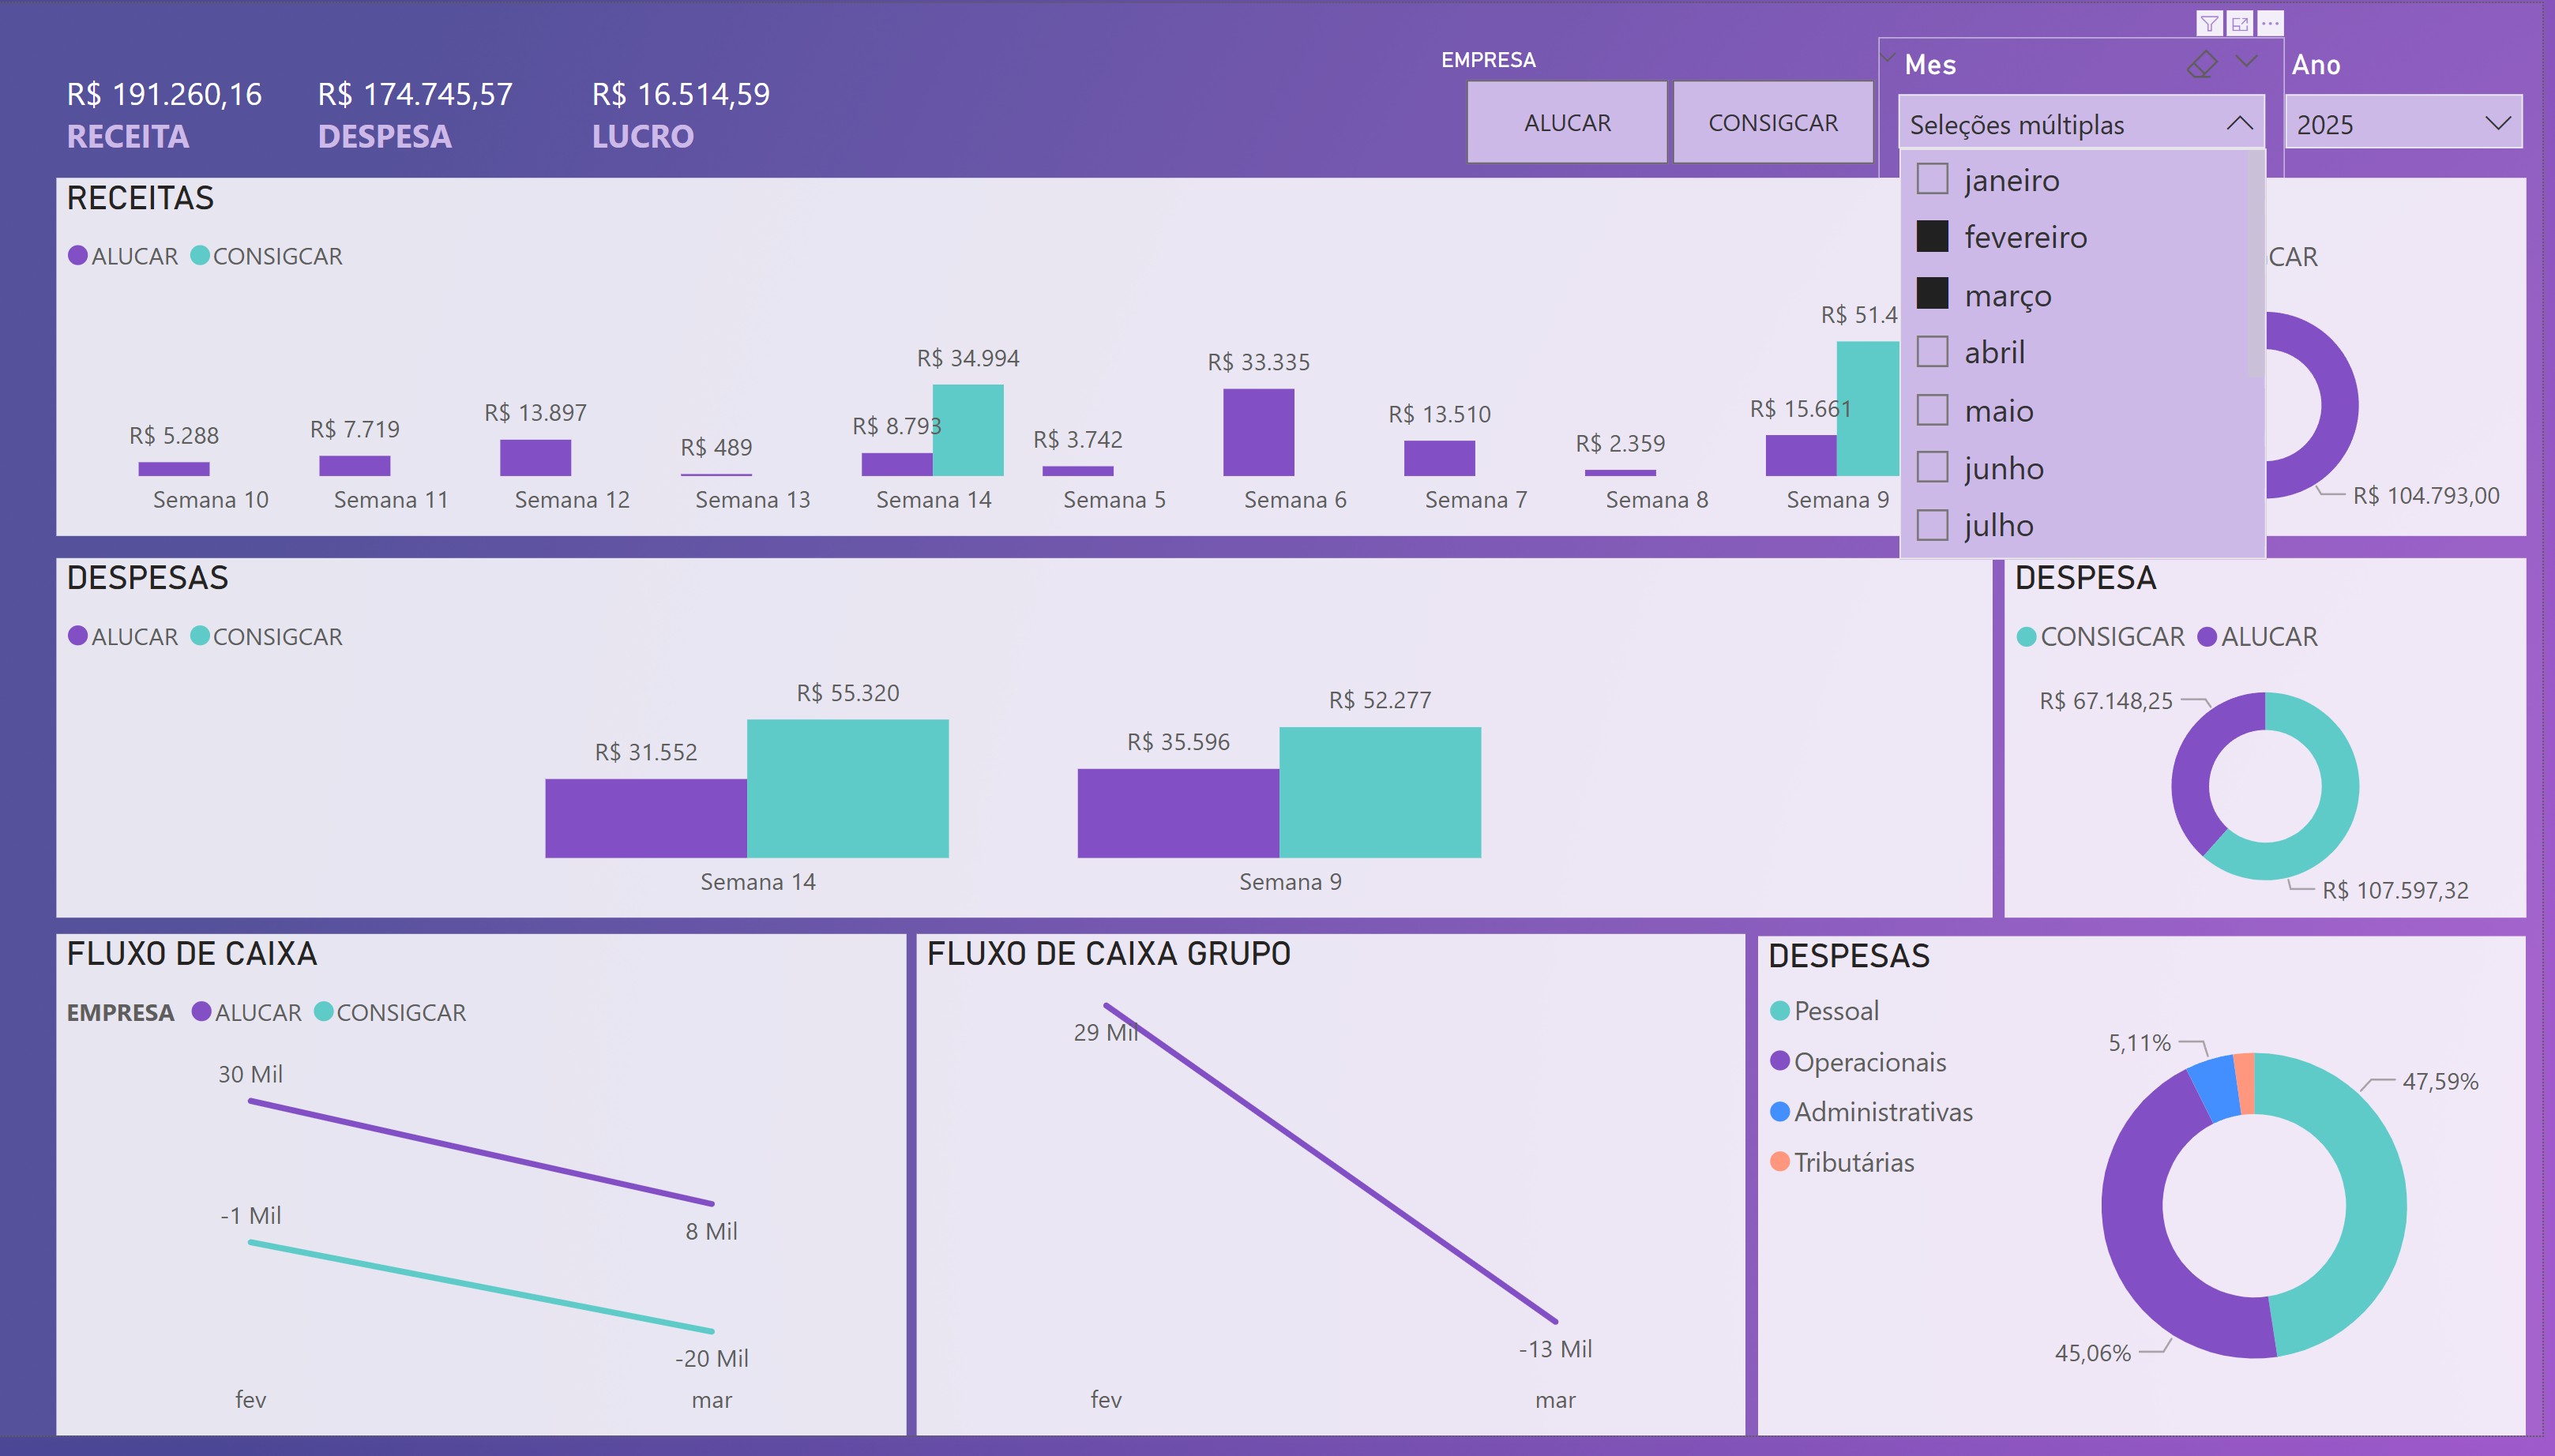 R$ 191.260,16
RECEITA
R$ 174.745,57
DESPESA
R$ 16.514,59
LUCRO
EMPRESA
ALUCAR
CONSIGCAR
Mes
Seleções múltiplas
janeiro
fevereiro
março
abril
maio
junho
julho
Ano
2025
RECEITAS
ALUCAR CONSIGCAR
R$ 5.288
R$ 7.719
R$ 13.897
R$ 489
R$ 8.793
R$ 34.994
R$ 3.742
R$ 33.335
R$ 13.510
R$ 2.359
R$ 15.661
R$ 51.4
Semana 10 Semana 11 Semana 12 Semana 13 Semana 14 Semana 5 Semana 6 Semana 7 Semana 8 Semana 9
CAR
R$ 104.793,00
DESPESAS
ALUCAR CONSIGCAR
R$ 31.552
R$ 55.320
R$ 35.596
R$ 52.277
Semana 14 Semana 9
DESPESA
CONSIGCAR ALUCAR
R$ 67.148,25
R$ 107.597,32
FLUXO DE CAIXA
EMPRESA ALUCAR CONSIGCAR
30 Mil
8 Mil
-1 Mil
-20 Mil
fev mar
FLUXO DE CAIXA GRUPO
29 Mil
-13 Mil
fev mar
DESPESAS
Pessoal
Operacionais
Administrativas
Tributárias
5,11%
47,59%
45,06%